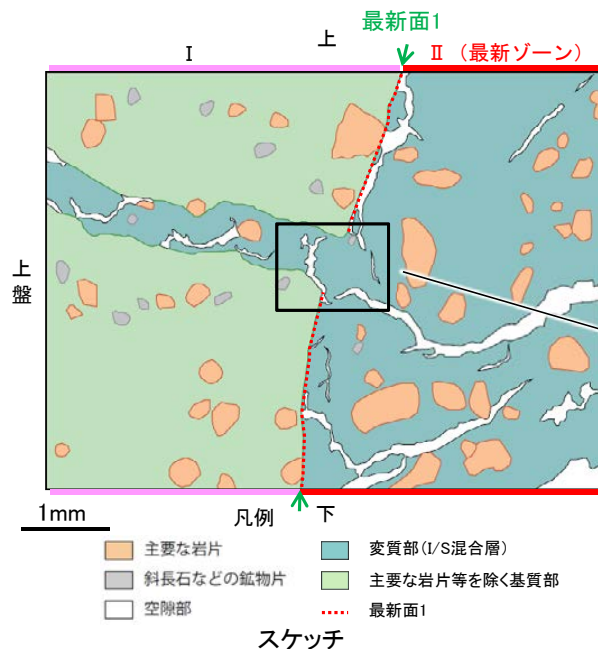 最新面1
Ⅰ
上
Ⅱ (最新ゾーン)
上盤
1mm
凡例
下
主要な岩片
変質部(I/S混合層)
斜長石などの鉱物片
主要な岩片等を除く基質部
空隙部
最新面1
スケッチ